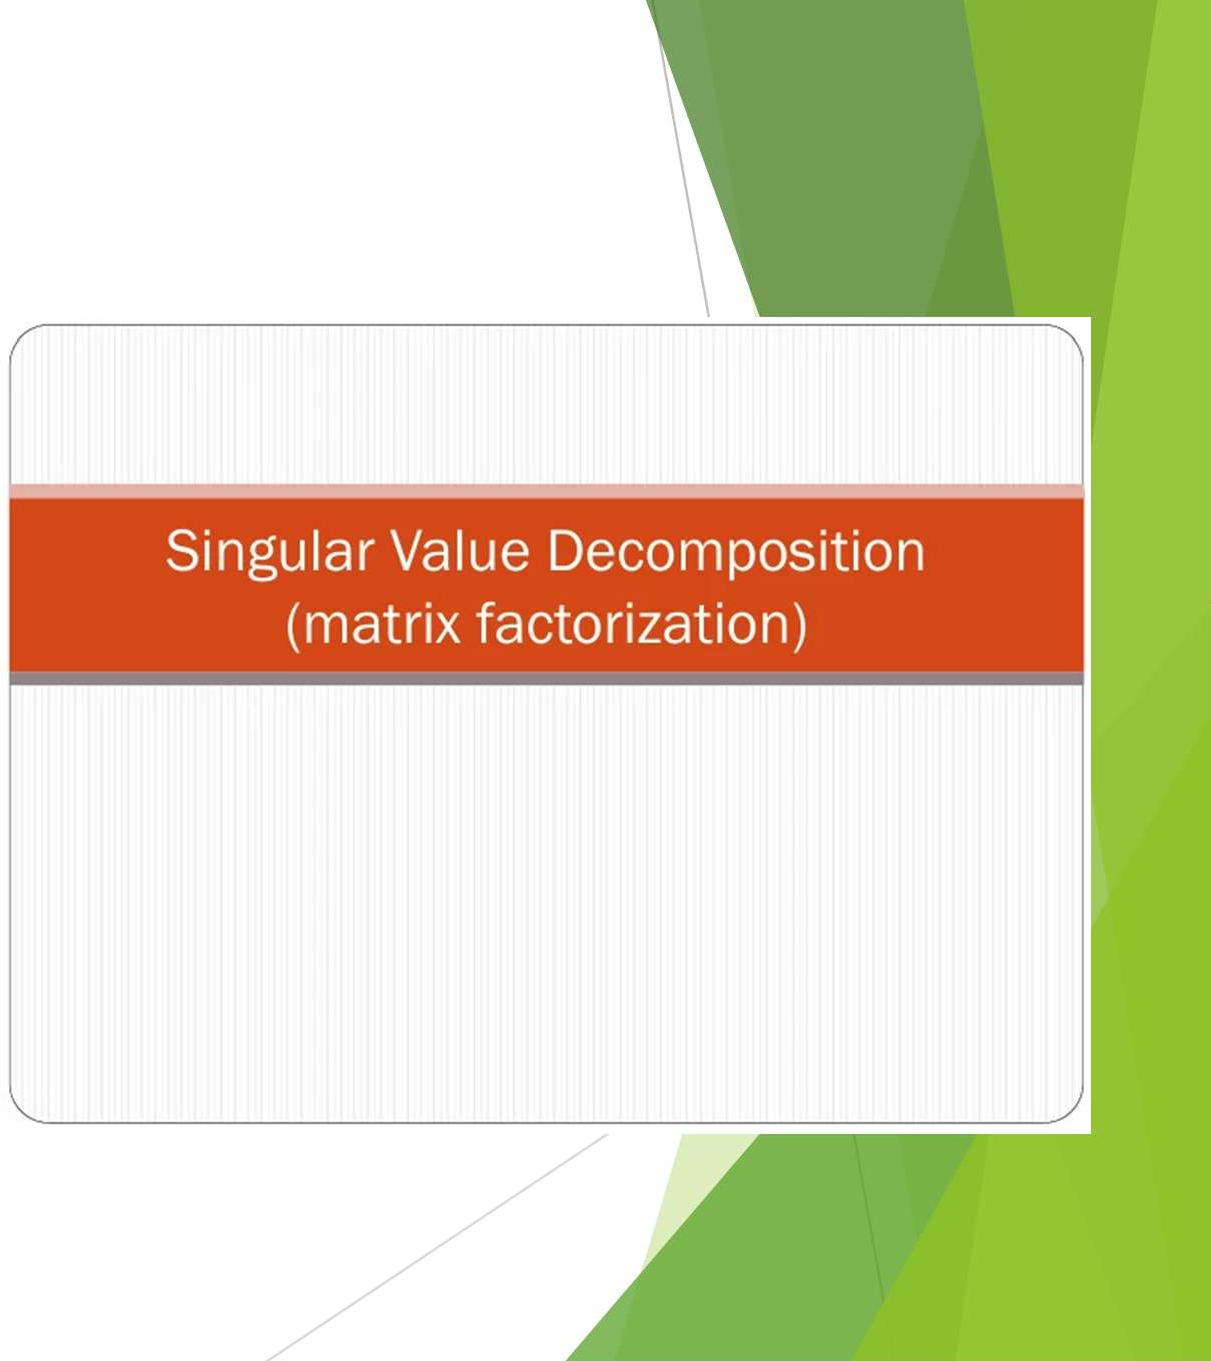 Singular Value Decomposition
(matrix factorization)